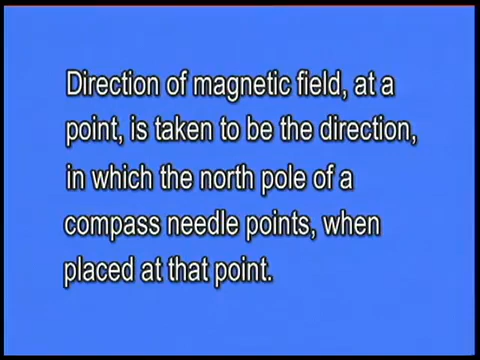 Direction of magnetic field, at a
point, is taken to be the direction,
in which the north pole of a
compass needle points, when
placed at that point.